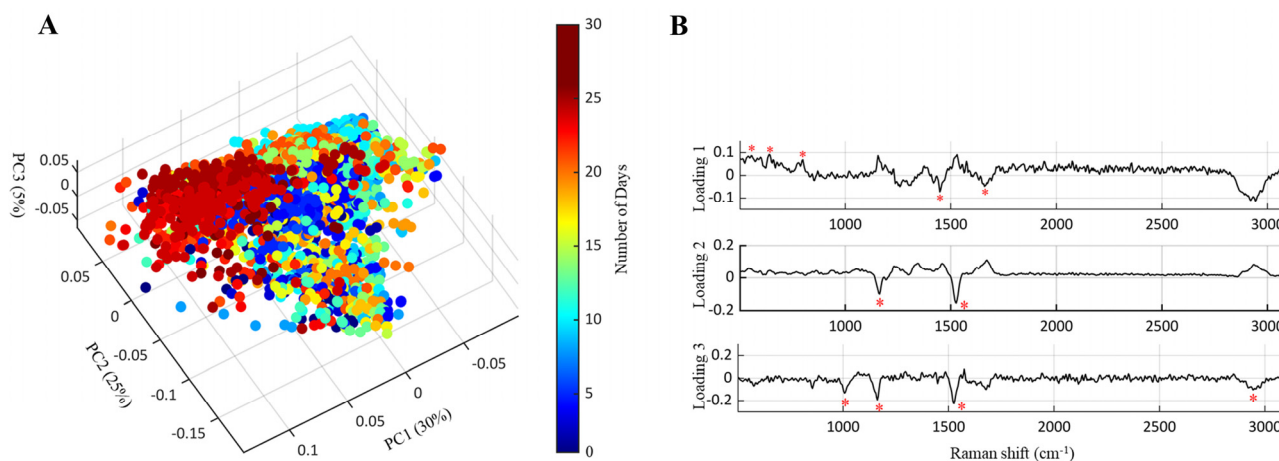 A
0.05
0
-0.05
PC3 (5%)
0.05
0
-0.05
-0.1
-0.15
PC2 (25%)
0.1
0.05
0
-0.05
PC1 (30%)
30
25
20
15
10
5
0
Number of Days
B
0.1
0
-0.1
Loading 1
* * *
* *
1000 1500 2000 2500 3000
0.2
0
-0.2
Loading 2
* *
1000 1500 2000 2500 3000
0.2
0
-0.2
Loading 3
* * * *
1000 1500 2000 2500 3000
Raman shift (cm⁻¹)